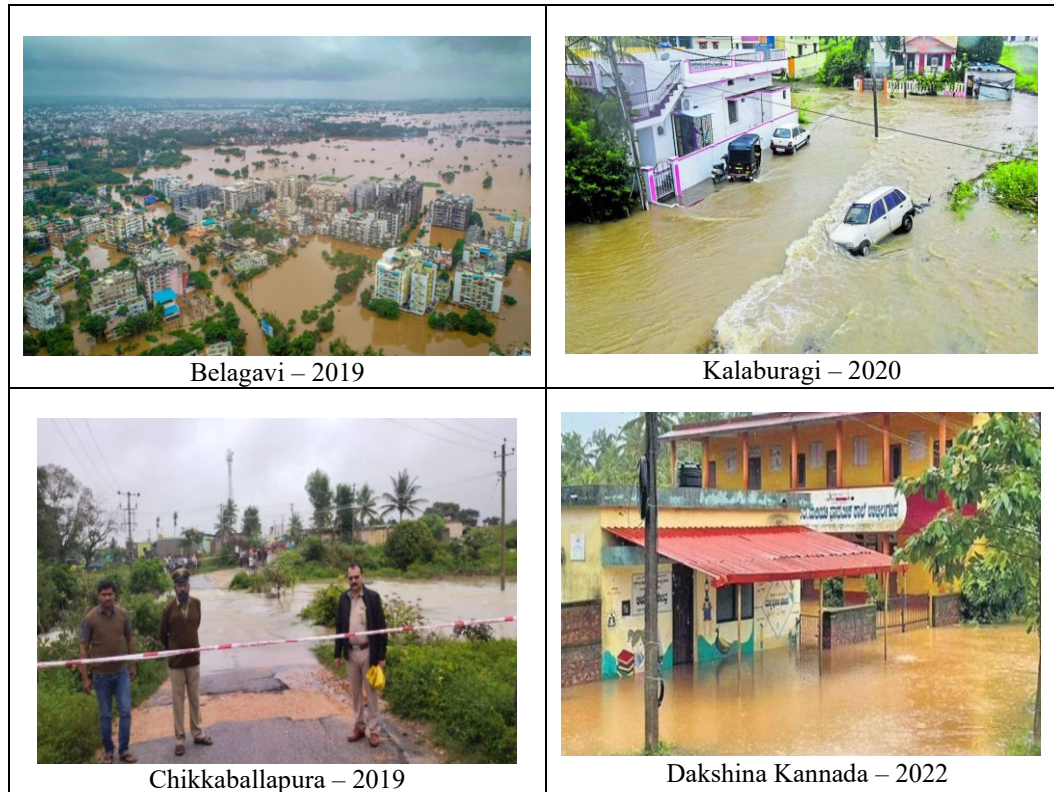 Belagavi – 2019
Kalaburagi – 2020
Chikkaballapura – 2019
Dakshina Kannada – 2022